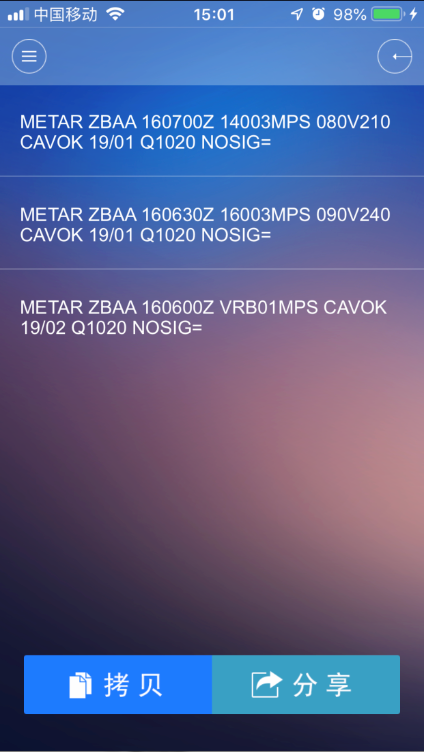 中国移动 15:01 98%
METAR ZBAA 160700Z 14003MPS 080V210
CAVOK 19/01 Q1020 NOSIG=
METAR ZBAA 160630Z 16003MPS 090V240
CAVOK 19/01 Q1020 NOSIG=
METAR ZBAA 160600Z VRB01MPS CAVOK
19/02 Q1020 NOSIG=
拷贝 分享